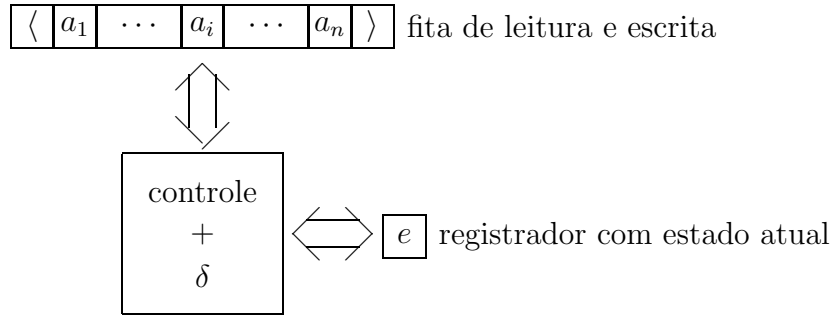 ⟨ a₁ ⋯ aᵢ ⋯ aₙ ⟩ fita de leitura e escrita
controle
+
δ
e registrador com estado atual